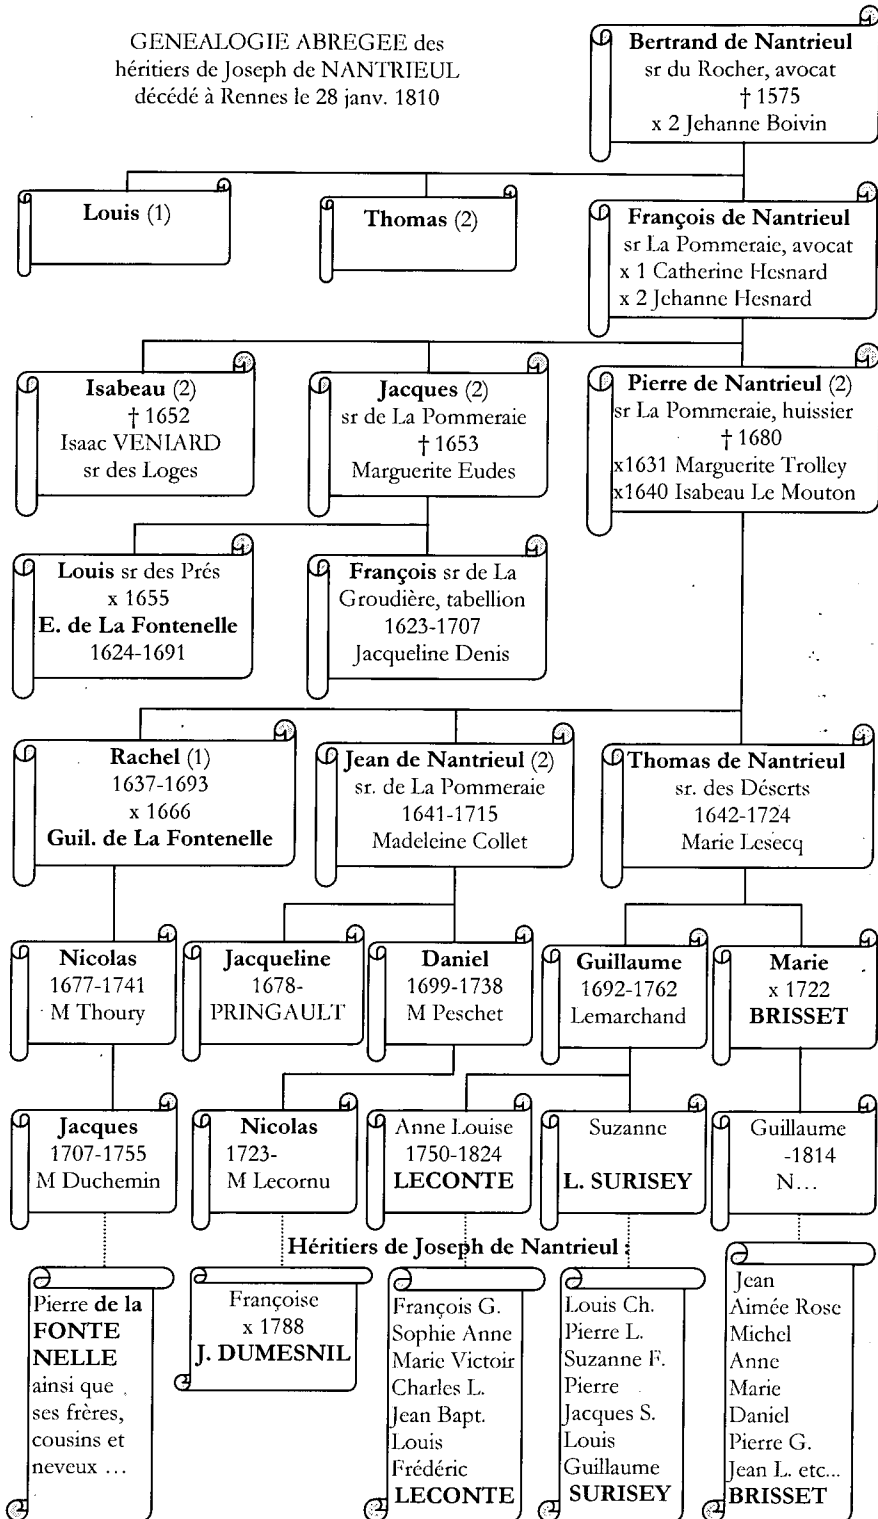 GENEALOGIE ABREGEE des
héritiers de Joseph de NANTRIEUL
décédé à Rennes le 28 janv. 1810
Bertrand de Nantrieul
sr du Rocher, avocat
† 1575
x 2 Jehanne Boivin
Louis (1)
Thomas (2)
François de Nantrieul
sr La Pommeraie, avocat
x 1 Catherine Hesnard
x 2 Jehanne Hesnard
Isabeau (2)
† 1652
Isaac VENIARD
sr des Loges
Jacques (2)
sr de La Pommeraie
† 1653
Marguerite Eudes
Pierre de Nantrieul (2)
sr La Pommeraie, huissier
† 1680
x1631 Marguerite Trolley
x1640 Isabeau Le Mouton
Louis sr des Prés
x 1655
E. de La Fontenelle
1624-1691
François sr de La
Groudière, tabellion
1623-1707
Jacqueline Denis
Rachel (1)
1637-1693
x 1666
Guil. de La Fontenelle
Jean de Nantrieul (2)
sr. de La Pommeraie
1641-1715
Madeleine Collet
Thomas de Nantrieul
sr. des Déserts
1642-1724
Marie Lesecq
Nicolas
1677-1741
M Thoury
Jacqueline
1678-
PRINGAULT
Daniel
1699-1738
M Peschet
Guillaume
1692-1762
Lemarchand
Marie
x 1722
BRISSET
Jacques
1707-1755
M Duchemin
Nicolas
1723-
M Lecornu
Anne Louise
1750-1824
LECONTE
Suzanne
L. SURISEY
Guillaume
-1814
N…
Héritiers de Joseph de Nantrieul :
Pierre de la
FONTE
NELLE
ainsi que
ses frères,
cousins et
neveux …
Françoise
x 1788
J. DUMESNIL
François G.
Sophie Anne
Marie Victoir
Charles L.
Jean Bapt.
Louis
Frédéric
LECONTE
Louis Ch.
Pierre L.
Suzanne F.
Pierre
Jacques S.
Louis
Guillaume
SURISEY
Jean
Aimée Rose
Michel
Anne
Marie
Daniel
Pierre G.
Jean L. etc...
BRISSET